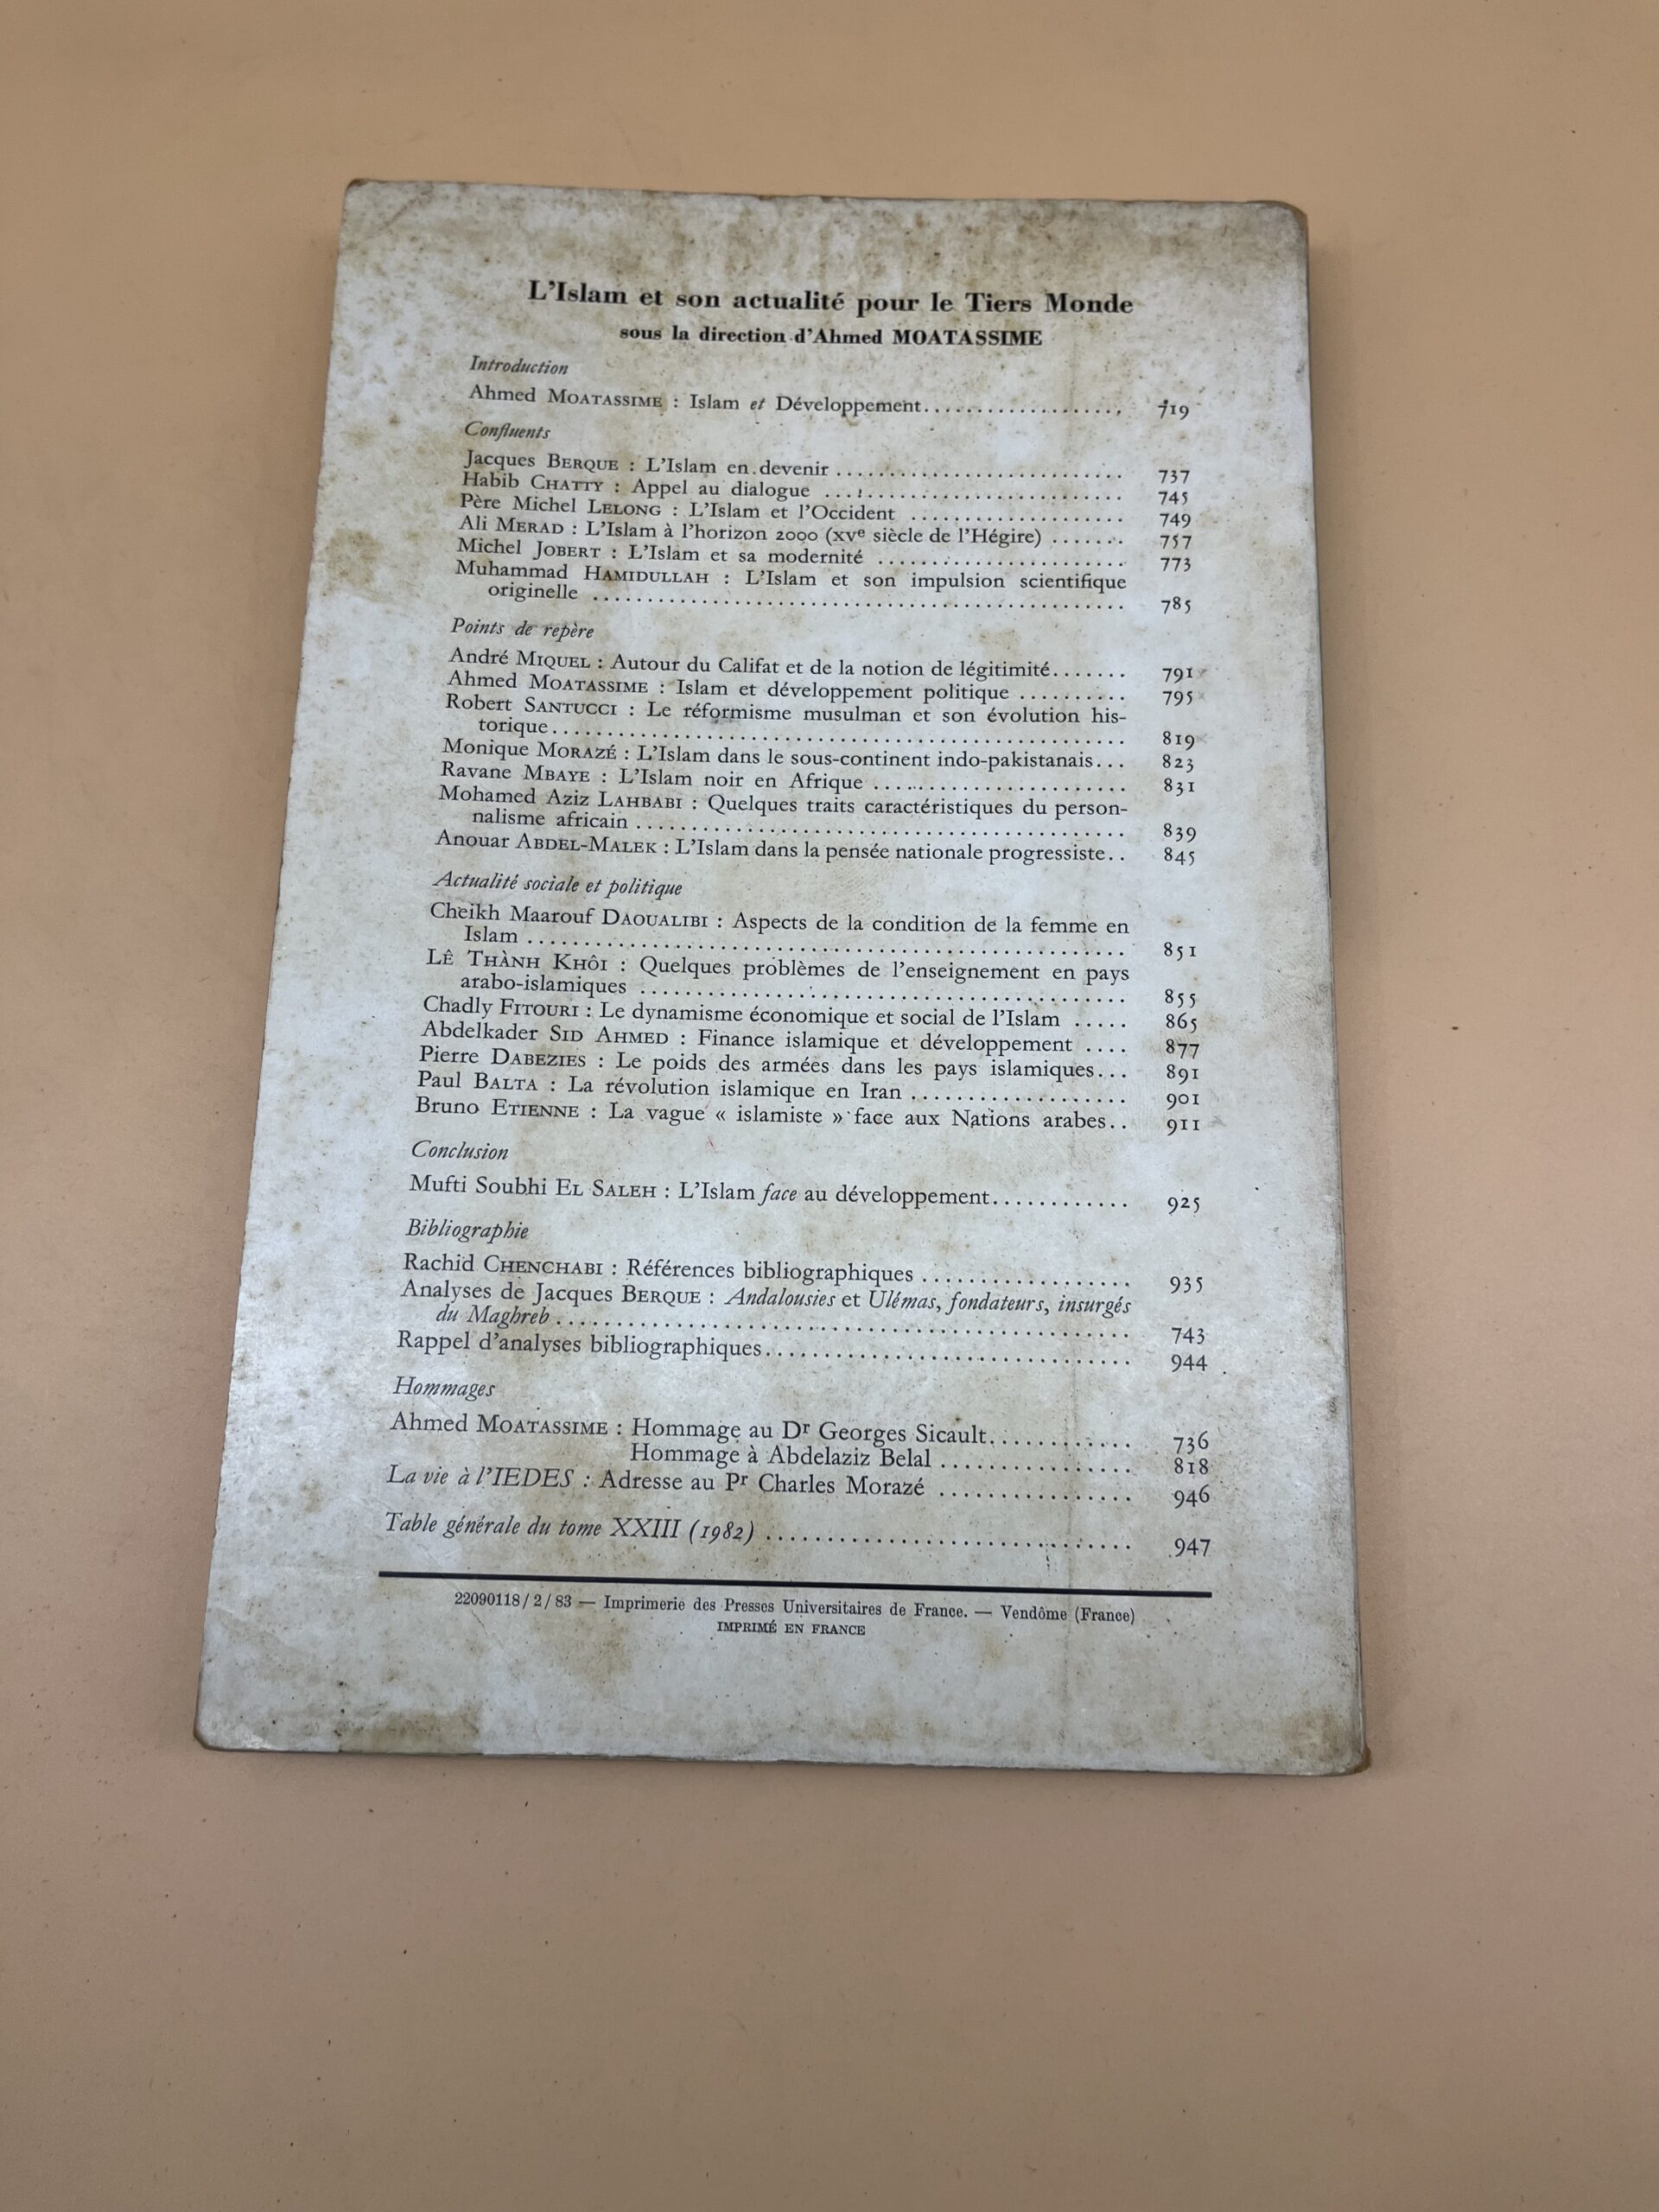 L'Islam et son actualité pour le Tiers Monde
sous la direction d'Ahmed MOATASSIME
Introduction
Ahmed MOATASSIME : Islam et Développement.................... 719
Confluents
Jacques BERQUE : L'Islam en devenir ............................ 737
Habib CHATTY : Appel au dialogue ............................ 745
Père Michel LELONG : L'Islam et l'Occident .................... 749
Ali MERAD : L'Islam à l'horizon 2000 (XVe siècle de l'Hégire) ....... 757
Michel JOBERT : L'Islam et sa modernité ........................ 773
Muhammad HAMIDULLAH : L'Islam et son impulsion scientifique
originelle .................................................. 785
Points de repère
André MIQUEL : Autour du Califat et de la notion de légitimité....... 791
Ahmed MOATASSIME : Islam et développement politique .......... 795
Robert SANTUCCI : Le réformisme musulman et son évolution his-
torique...................................................... 819
Monique MORAZÉ : L'Islam dans le sous-continent indo-pakistanais... 823
Ravane MBAYE : L'Islam noir en Afrique ........................ 831
Mohamed Aziz LAHBABI : Quelques traits caractéristiques du person-
nalisme africain .............................................. 839
Anouar ABDEL-MALEK : L'Islam dans la pensée nationale progressiste.. 845
Actualité sociale et politique
Cheikh Maarouf DAOUALIBI : Aspects de la condition de la femme en
Islam ...................................................... 851
LÊ THÀNH KHÔI : Quelques problèmes de l'enseignement en pays
arabo-islamiques ............................................ 855
Chadly FITOURI : Le dynamisme économique et social de l'Islam ..... 865
Abdelkader SID AHMED : Finance islamique et développement .... 877
Pierre DABEZIES : Le poids des armées dans les pays islamiques... 891
Paul BALTA : La révolution islamique en Iran .................... 901
Bruno ETIENNE : La vague « islamiste » face aux Nations arabes.. 911
Conclusion
Mufti Soubhi EL SALEH : L'Islam face au développement............ 925
Bibliographie
Rachid CHENCHABI : Références bibliographiques .................. 935
Analyses de Jacques BERQUE : Andalousies et Ulémas, fondateurs, insurgés
du Maghreb .................................................. 743
Rappel d'analyses bibliographiques................................ 944
Hommages
Ahmed MOATASSIME : Hommage au Dr Georges Sicault............ 736
Hommage à Abdelaziz Belal ................ 818
La vie à l'IEDES : Adresse au Pr Charles Morazé ................ 946
Table générale du tome XXIII (1982) .............................. 947
22090118/2/83 — Imprimerie des Presses Universitaires de France. — Vendôme (France)
IMPRIMÉ EN FRANCE